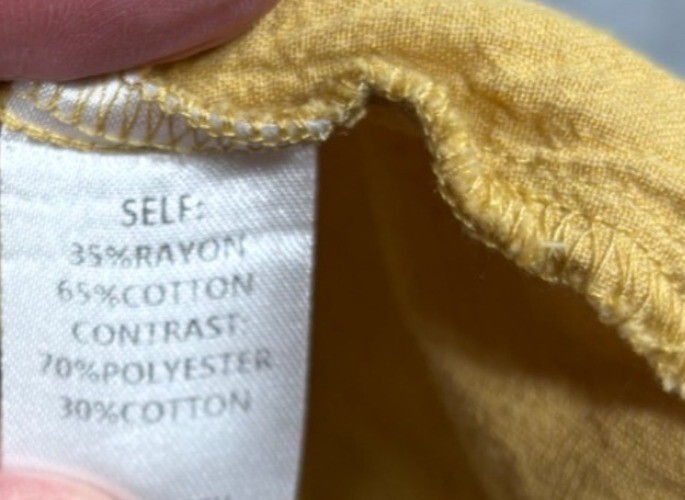 SELF:
35%RAYON
65%COTTON
CONTRAST:
70%POLYESTER
30%COTTON